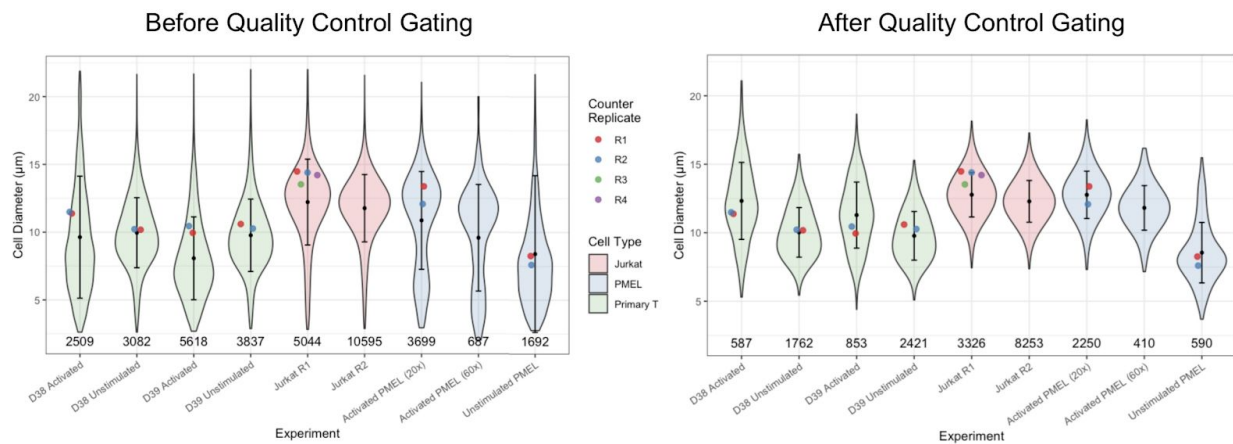 Before Quality Control Gating
After Quality Control Gating
Cell Diameter (µm)
20
15
10
5
2509 3082 5618 3837 5044 10595 3699 687 1692
D38 Activated
D38 Unstimulated
D39 Activated
D39 Unstimulated
Jurkat R1
Jurkat R2
Activated PMEL (20x)
Activated PMEL (60x)
Unstimulated PMEL
Experiment
Counter
Replicate
R1
R2
R3
R4
Cell Type
Jurkat
PMEL
Primary T
Cell Diameter (µm)
20
15
10
5
587 1762 853 2421 3326 8253 2250 410 590
D38 Activated
D38 Unstimulated
D39 Activated
D39 Unstimulated
Jurkat R1
Jurkat R2
Activated PMEL (20x)
Activated PMEL (60x)
Unstimulated PMEL
Experiment